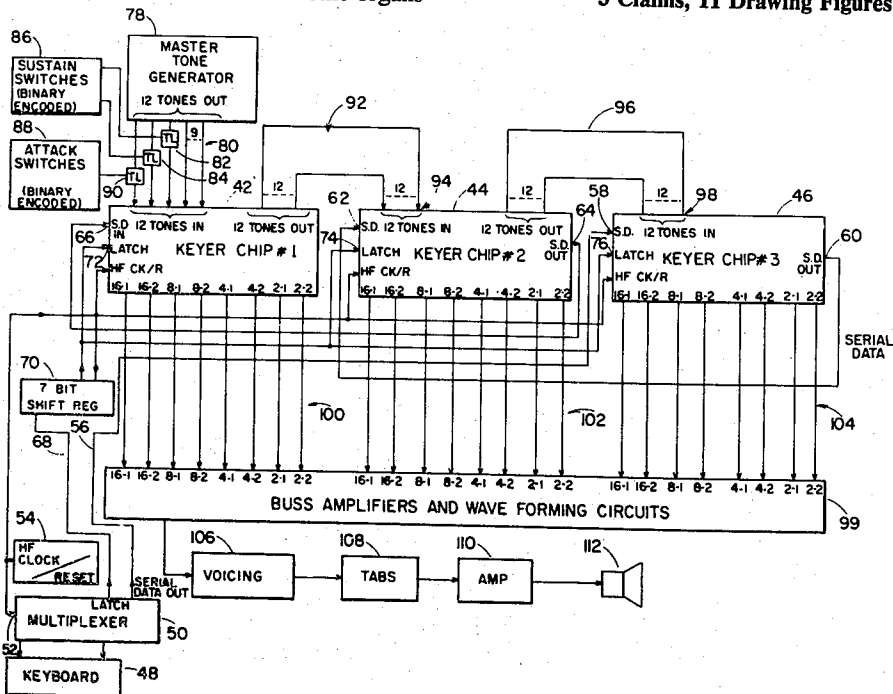 Organs
5 Claims, 11 Drawing Figures
78
86
SUSTAIN
SWITCHES
(BINARY
ENCODED)
MASTER
TONE
GENERATOR
12 TONES OUT
88
ATTACK
SWITCHES
(BINARY
ENCODED)
TL
TL
TL
9
80
82
84
90
92
96
12
12
94
12
12
98
42
62
44
58
46
S.D.
IN
66
12 TONES IN
12 TONES OUT
LATCH
72
KEYER CHIP #1
HF CK/R
16-1 16-2 8-1 8-2 4-1 4-2 2-1 2-2
S.D.
12 TONES IN
12 TONES OUT
64
74
LATCH
KEYER CHIP #2
S.D.
OUT
HF CK/R
16-1 16-2 8-1 8-2 4-1 4-2 2-1 2-2
S.D.
12 TONES IN
76
LATCH
KEYER CHIP #3
S.D.
OUT
60
HF CK/R
16-1 16-2 8-1 8-2 4-1 4-2 2-1 2-2
SERIAL
DATA
70
7 BIT
SHIFT REG
68
56
100
102
104
16-1 16-2 8-1 8-2 4-1 4-2 2-1 2-2
16-1 16-2 8-1 8-2 4-1 4-2 2-1 2-2
16-1 16-2 8-1 8-2 4-1 4-2 2-1 2-2
BUSS AMPLIFIERS AND WAVE FORMING CIRCUITS
99
54
HF
CLOCK
RESET
106
VOICING
108
TABS
110
AMP
112
SERIAL
DATA OUT
LATCH
MULTIPLEXER
50
52
KEYBOARD
48